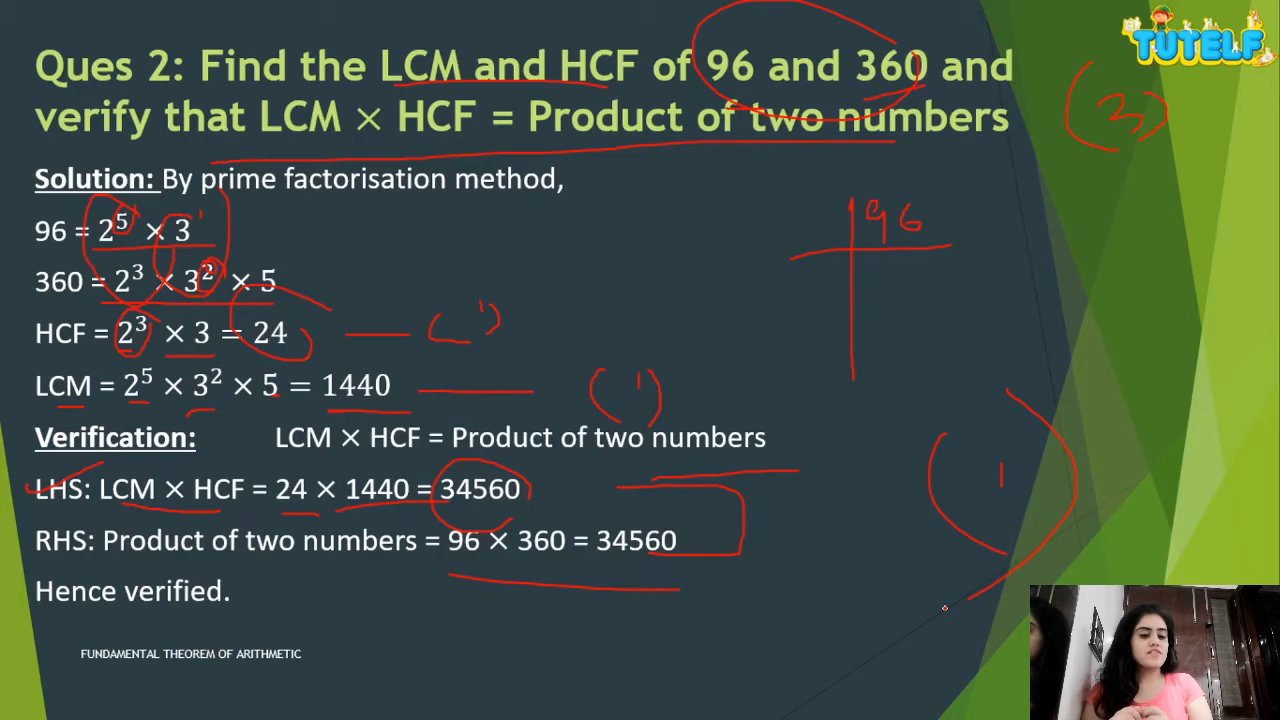 TUTELF
Ques 2: Find the LCM and HCF of 96 and 360 and
verify that LCM × HCF = Product of two numbers
(3)
Solution: By prime factorisation method,
96 = 2⁵ × 3
1 1
96
360 = 2³ × 3² × 5
HCF = 2³ × 3 = 24 (1)
LCM = 2⁵ × 3² × 5 = 1440 (1)
Verification: LCM × HCF = Product of two numbers
LHS: LCM × HCF = 24 × 1440 = 34560
(1)
RHS: Product of two numbers = 96 × 360 = 34560
Hence verified.
FUNDAMENTAL THEOREM OF ARITHMETIC